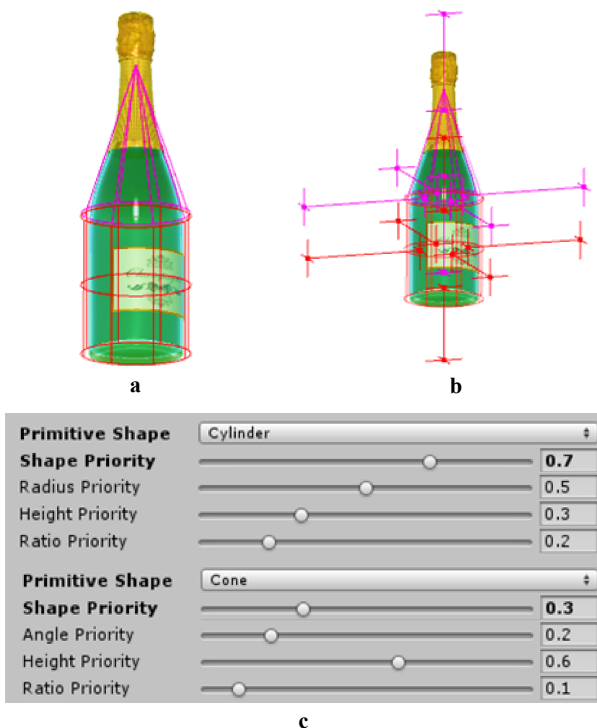 a
b
Primitive Shape Cylinder
Shape Priority 0.7
Radius Priority 0.5
Height Priority 0.3
Ratio Priority 0.2
Primitive Shape Cone
Shape Priority 0.3
Angle Priority 0.2
Height Priority 0.6
Ratio Priority 0.1
c